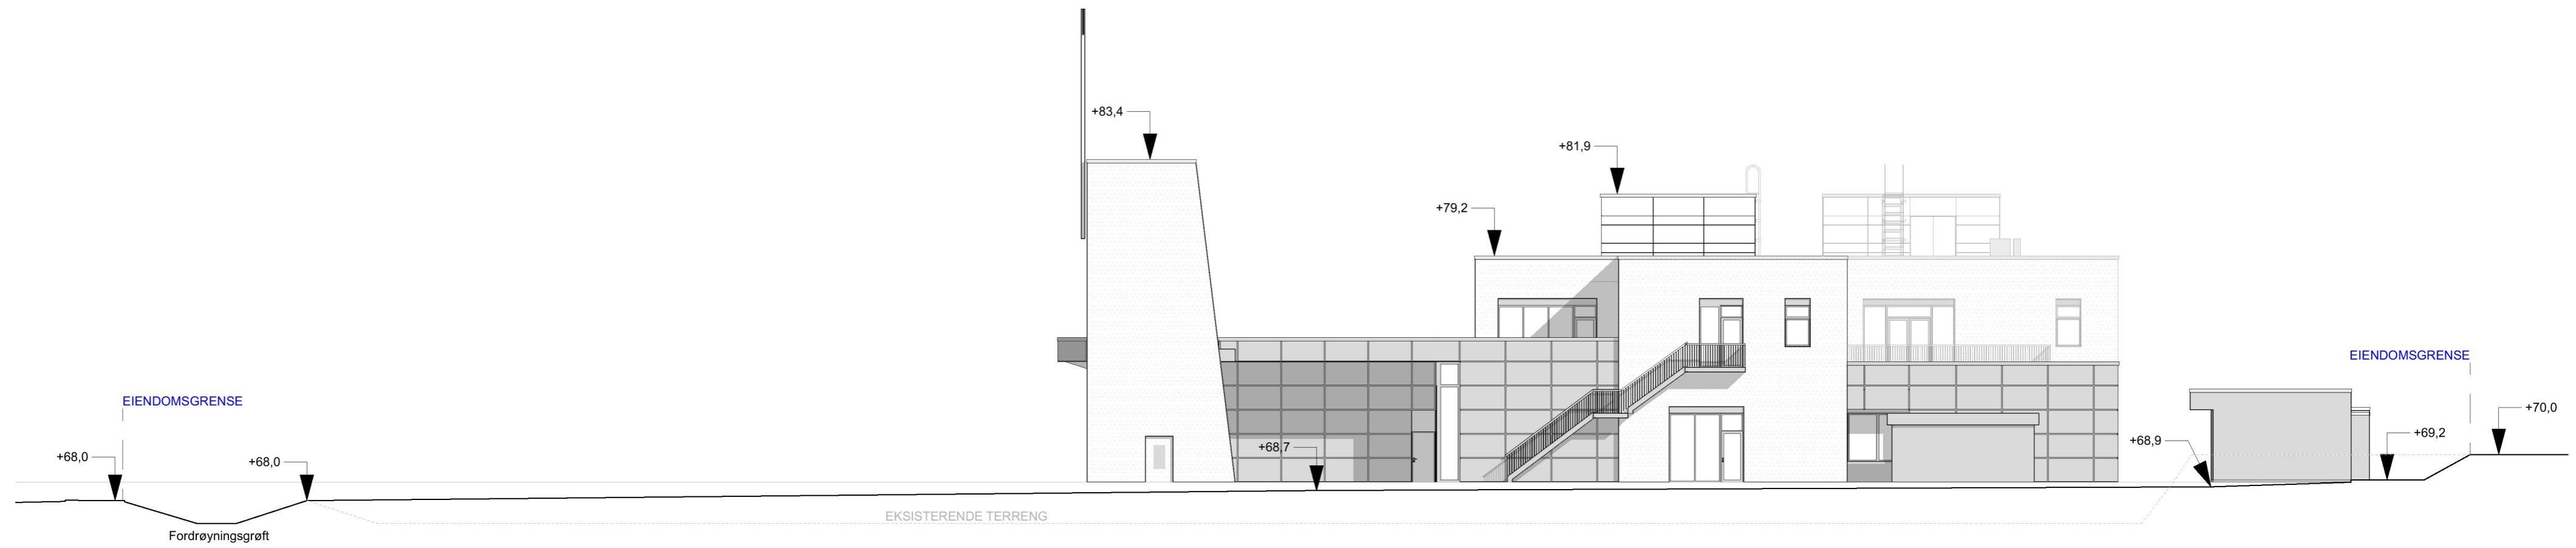 +83,4
+81,9
+79,2
EIENDOMSGRENSE
EIENDOMSGRENSE
+70,0
+69,2
+68,9
+68,7
+68,0
+68,0
EKSISTERENDE TERRENG
Fordrøyningsgrøft